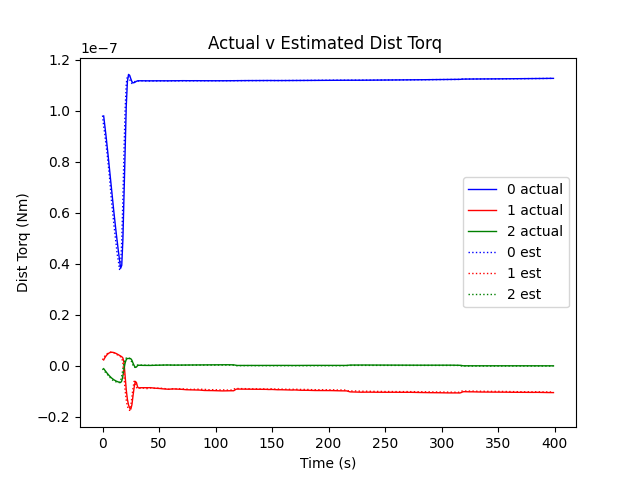 Actual v Estimated Dist Torq
1e−7
1.2
1.0
0.8
0.6
0.4
0.2
0.0
−0.2
Dist Torq (Nm)
0 actual
1 actual
2 actual
0 est
1 est
2 est
0 50 100 150 200 250 300 350 400
Time (s)